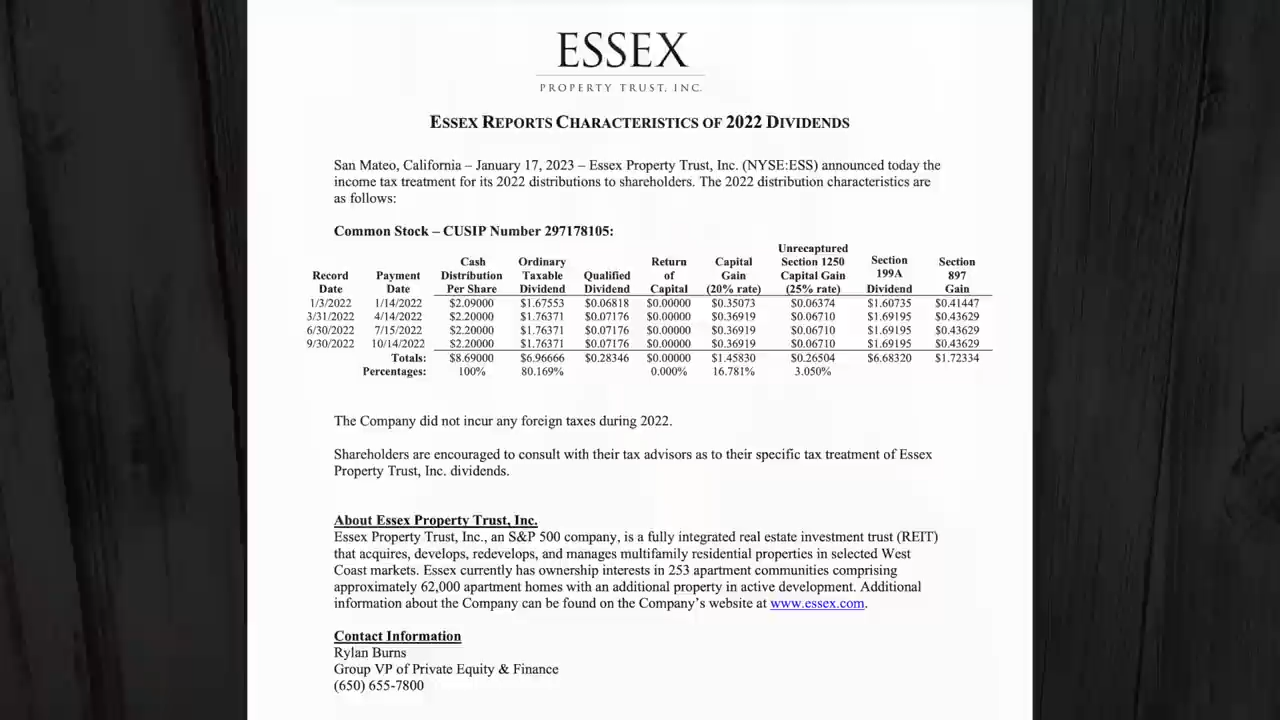 ESSEX
PROPERTY TRUST, INC.
ESSEX REPORTS CHARACTERISTICS OF 2022 DIVIDENDS
San Mateo, California – January 17, 2023 – Essex Property Trust, Inc. (NYSE:ESS) announced today the
income tax treatment for its 2022 distributions to shareholders. The 2022 distribution characteristics are
as follows:
Common Stock – CUSIP Number 297178105:
Record Date Payment Date Cash Distribution Per Share Ordinary Taxable Dividend Qualified Dividend Return of Capital Capital Gain (20% rate) Unrecaptured Section 1250 Capital Gain (25% rate) Section 199A Dividend Section 897 Gain
1/3/2022 1/14/2022 $2.09000 $1.67553 $0.06818 $0.00000 $0.35073 $0.06374 $1.60735 $0.41447
3/31/2022 4/14/2022 $2.20000 $1.76371 $0.07176 $0.00000 $0.36919 $0.06710 $1.69195 $0.43629
6/30/2022 7/15/2022 $2.20000 $1.76371 $0.07176 $0.00000 $0.36919 $0.06710 $1.69195 $0.43629
9/30/2022 10/14/2022 $2.20000 $1.76371 $0.07176 $0.00000 $0.36919 $0.06710 $1.69195 $0.43629
Totals: $8.69000 $6.96666 $0.28346 $0.00000 $1.45830 $0.26504 $6.68320 $1.72334
Percentages: 100% 80.169% 0.000% 16.781% 3.050%
The Company did not incur any foreign taxes during 2022.
Shareholders are encouraged to consult with their tax advisors as to their specific tax treatment of Essex
Property Trust, Inc. dividends.
About Essex Property Trust, Inc.
Essex Property Trust, Inc., an S&P 500 company, is a fully integrated real estate investment trust (REIT)
that acquires, develops, redevelops, and manages multifamily residential properties in selected West
Coast markets. Essex currently has ownership interests in 253 apartment communities comprising
approximately 62,000 apartment homes with an additional property in active development. Additional
information about the Company can be found on the Company's website at www.essex.com.
Contact Information
Rylan Burns
Group VP of Private Equity & Finance
(650) 655-7800